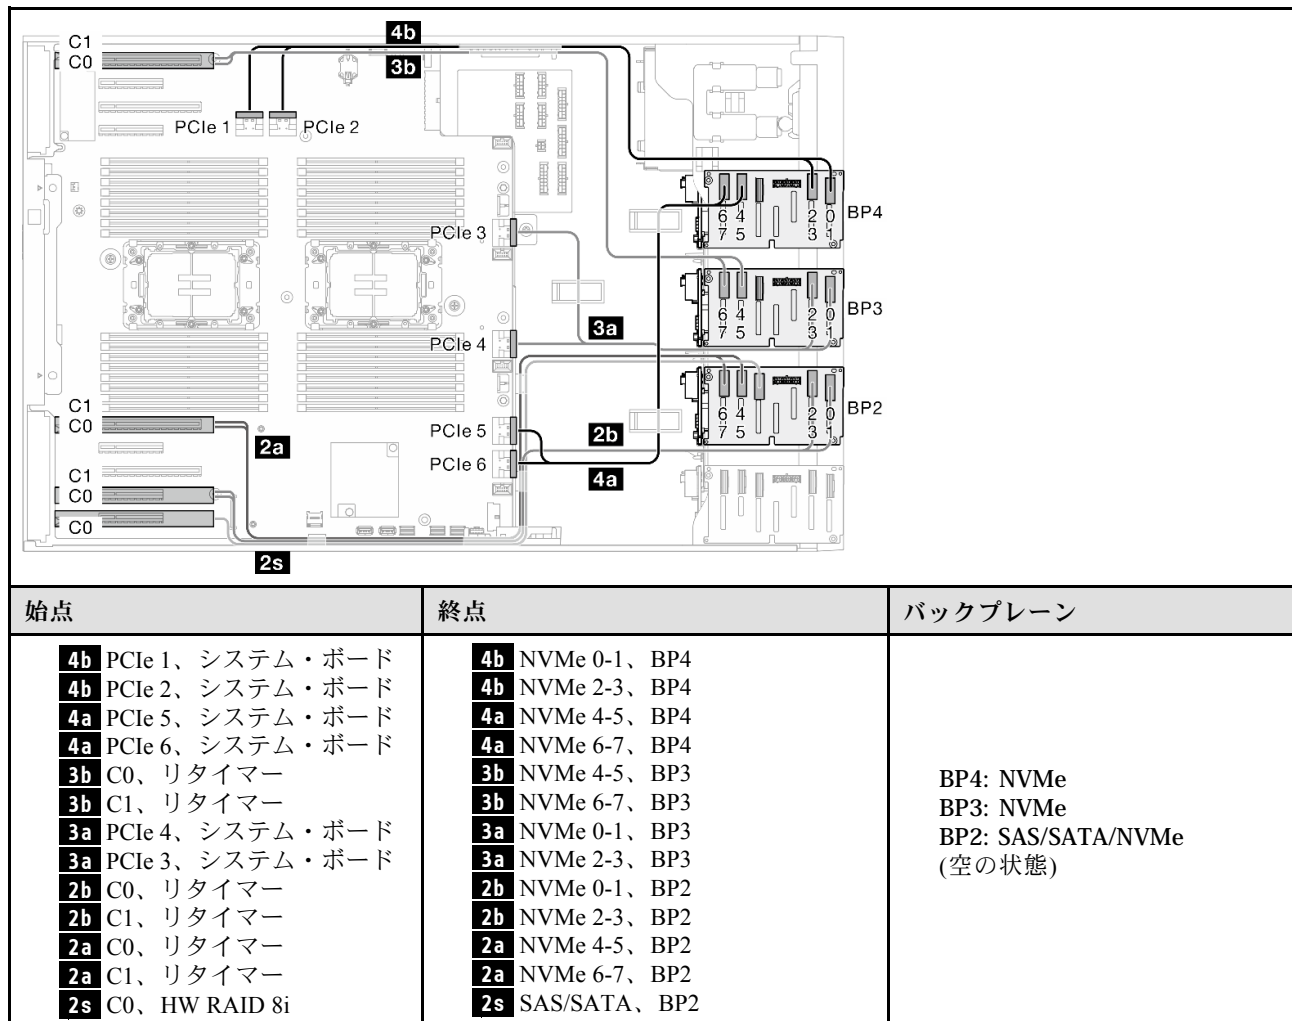 4b
C1
C0
3b
PCIe 1
PCIe 2
6 4 2 0
7 5 3 1
BP4
PCIe 3
6 4 2 0
7 5 3 1
BP3
3a
PCIe 4
C1
C0
6 4 2 0
7 5 3 1
BP2
2a
PCIe 5
2b
PCIe 6
4a
C1
C0
C0
2s
始点
終点
バックプレーン
4b PCIe 1、システム・ボード
4b PCIe 2、システム・ボード
4a PCIe 5、システム・ボード
4a PCIe 6、システム・ボード
3b C0、リタイマー
3b C1、リタイマー
3a PCIe 4、システム・ボード
3a PCIe 3、システム・ボード
2b C0、リタイマー
2b C1、リタイマー
2a C0、リタイマー
2a C1、リタイマー
2s C0、HW RAID 8i
4b NVMe 0-1、BP4
4b NVMe 2-3、BP4
4a NVMe 4-5、BP4
4a NVMe 6-7、BP4
3b NVMe 4-5、BP3
3b NVMe 6-7、BP3
3a NVMe 0-1、BP3
3a NVMe 2-3、BP3
2b NVMe 0-1、BP2
2b NVMe 2-3、BP2
2a NVMe 4-5、BP2
2a NVMe 6-7、BP2
2s SAS/SATA、BP2
BP4: NVMe
BP3: NVMe
BP2: SAS/SATA/NVMe
(空の状態)